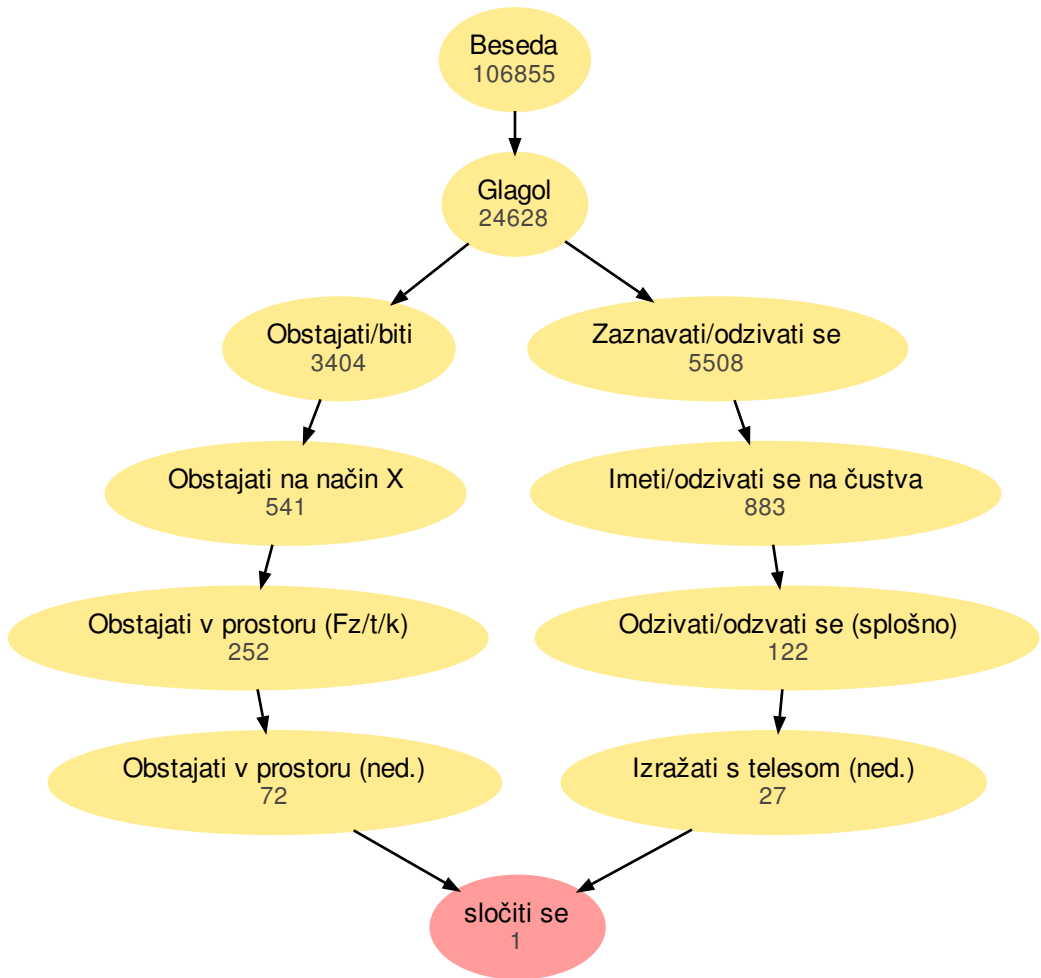 Beseda
106855
Glagol
24628
Obstajati/biti
3404
Zaznavati/odzivati se
5508
Obstajati na način X
541
Imeti/odzivati se na čustva
883
Obstajati v prostoru (Fz/t/k)
252
Odzivati/odzvati se (splošno)
122
Obstajati v prostoru (ned.)
72
Izražati s telesom (ned.)
27
sločiti se
1